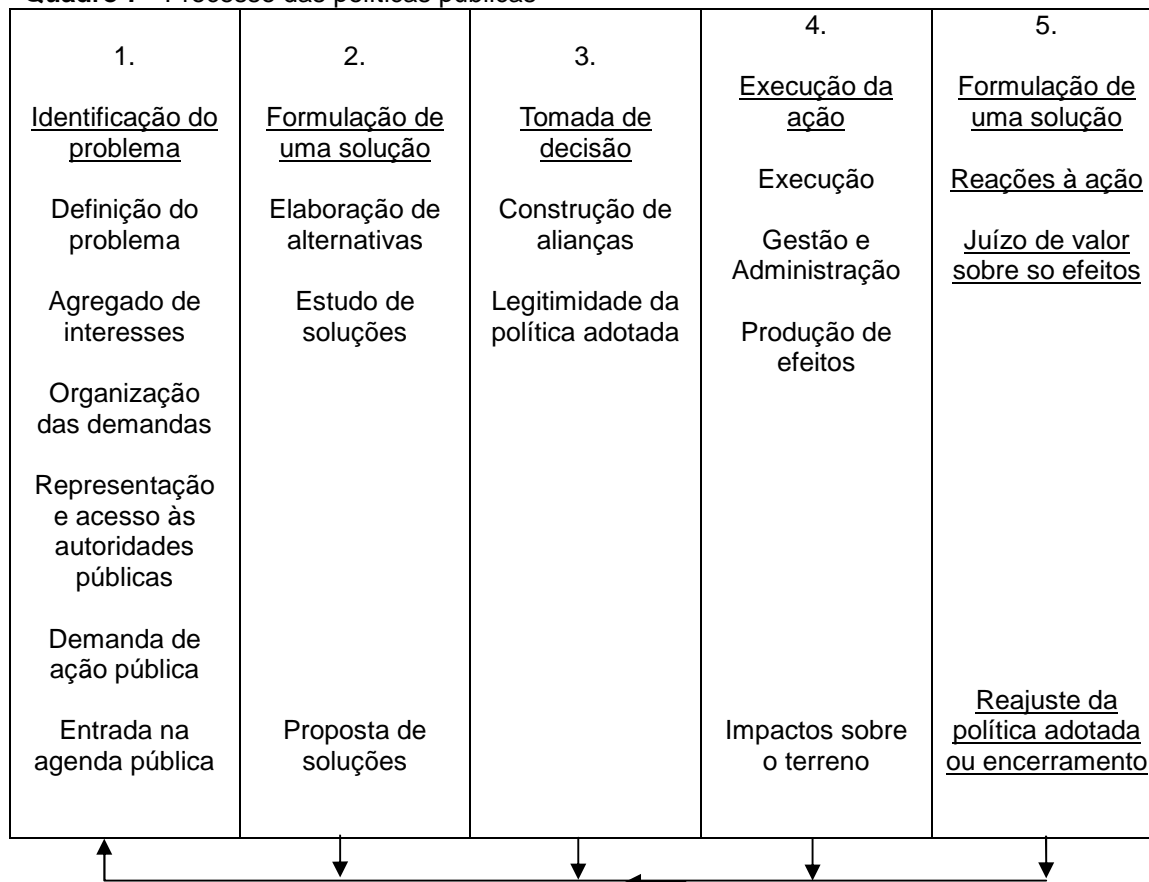 Quadro : - Processo das políticas públicas
1.
Identificação do
problema
Definição do
problema
Agregado de
interesses
Organização
das demandas
Representação
e acesso às
autoridades
públicas
Demanda de
ação pública
Entrada na
agenda pública
2.
Formulação de
uma solução
Elaboração de
alternativas
Estudo de
soluções
Proposta de
soluções
3.
Tomada de
decisão
Construção de
alianças
Legitimidade da
política adotada
4.
Execução da
ação
Execução
Gestão e
Administração
Produção de
efeitos
Impactos sobre
o terreno
5.
Formulação de
uma solução
Reações à ação
Juízo de valor
sobre so efeitos
Reajuste da
política adotada
ou encerramento